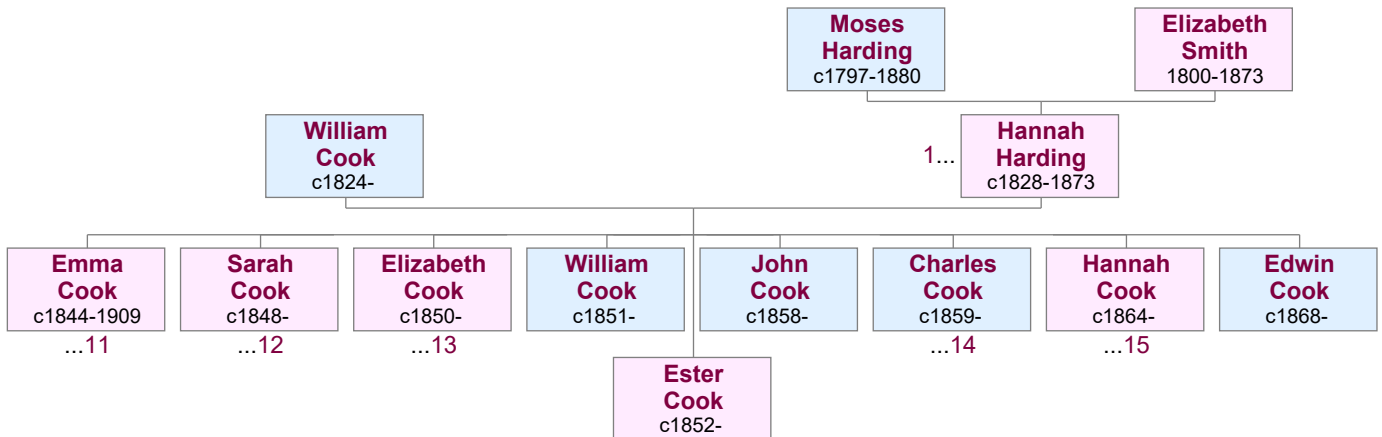 Moses
Harding
c1797-1880
Elizabeth
Smith
1800-1873
William
Cook
c1824-
1...
Hannah
Harding
c1828-1873
Emma
Cook
c1844-1909
...11
Sarah
Cook
c1848-
...12
Elizabeth
Cook
c1850-
...13
William
Cook
c1851-
John
Cook
c1858-
Charles
Cook
c1859-
...14
Hannah
Cook
c1864-
...15
Edwin
Cook
c1868-
Ester
Cook
c1852-